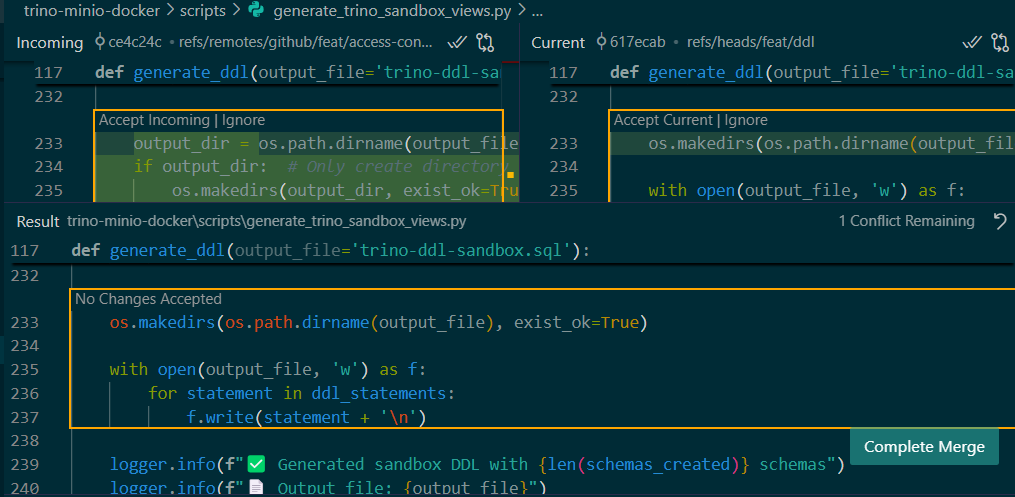 trino-minio-docker > scripts > generate_trino_sandbox_views.py > ...
Incoming ce4c24c • refs/remotes/github/feat/access-con...
117 def generate_ddl(output_file='trino-ddl-sa
232
Accept Incoming | Ignore
233 output_dir = os.path.dirname(output_file
234 if output_dir: # Only create directory
235 os.makedirs(output_dir, exist_ok=Tru
Current 617ecab • refs/heads/feat/ddl
117 def generate_ddl(output_file='trino-ddl-sa
232
Accept Current | Ignore
233 os.makedirs(os.path.dirname(output_fil
234
235 with open(output_file, 'w') as f:
Result trino-minio-docker\scripts\generate_trino_sandbox_views.py 1 Conflict Remaining
117 def generate_ddl(output_file='trino-ddl-sandbox.sql'):
232
No Changes Accepted
233 os.makedirs(os.path.dirname(output_file), exist_ok=True)
234
235 with open(output_file, 'w') as f:
236 for statement in ddl_statements:
237 f.write(statement + '\n')
238
239 logger.info(f"✅ Generated sandbox DDL with {len(schemas_created)} schemas")
240 logger.info(f"📄 Output file: {output_file}")
Complete Merge